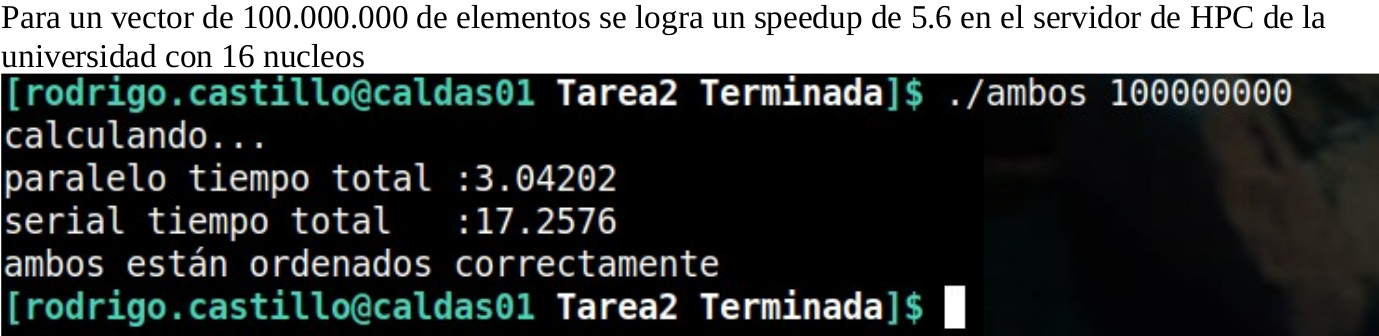 Para un vector de 100.000.000 de elementos se logra un speedup de 5.6 en el servidor de HPC de la
universidad con 16 nucleos
[rodrigo.castillo@caldas01 Tarea2 Terminada]$ ./ambos 100000000
calculando...
paralelo tiempo total :3.04202
serial tiempo total   :17.2576
ambos están ordenados correctamente
[rodrigo.castillo@caldas01 Tarea2 Terminada]$